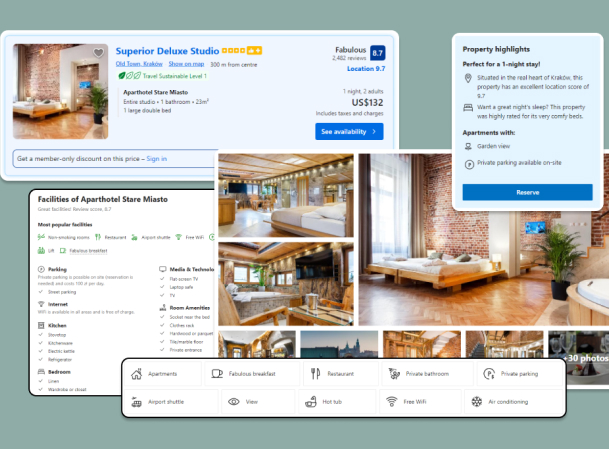 Superior Deluxe Studio
Old Town, Kraków Show on map 300 m from centre
Travel Sustainable Level 1
Aparthotel Stare Miasto
Entire studio • 1 bathroom • 23m²
1 large double bed
Fabulous 8.7
2,482 reviews
Location 9.7
1 night, 2 adults
US$132
Includes taxes and charges
See availability
Get a member-only discount on this price – Sign in
Property highlights
Perfect for a 1-night stay!
Situated in the real heart of Kraków, this
property has an excellent location score of
9.7
Want a great night's sleep? This property
was highly rated for its very comfy beds.
Apartments with:
Garden view
Private parking available on-site
Reserve
Facilities of Aparthotel Stare Miasto
Great facilities! Review score, 8.7
Most popular facilities
Non-smoking rooms Restaurant Airport shuttle Free WiFi
Lift Fabulous breakfast
Parking
Private parking is possible on site (reservation is
needed) and costs 100 zł per day.
Street parking
Internet
WiFi is available in all areas and is free of charge.
Kitchen
Stovetop
Kitchenware
Electric kettle
Refrigerator
Bedroom
Linen
Wardrobe or closet
Media & Technolo
Flat-screen TV
Laptop safe
TV
Room Amenities
Socket near the bed
Clothes rack
Hardwood or parquet
Tile/marble floor
Private entrance
+30 photos
Apartments Fabulous breakfast Restaurant Private bathroom Private parking
Airport shuttle View Hot tub Free WiFi Air conditioning